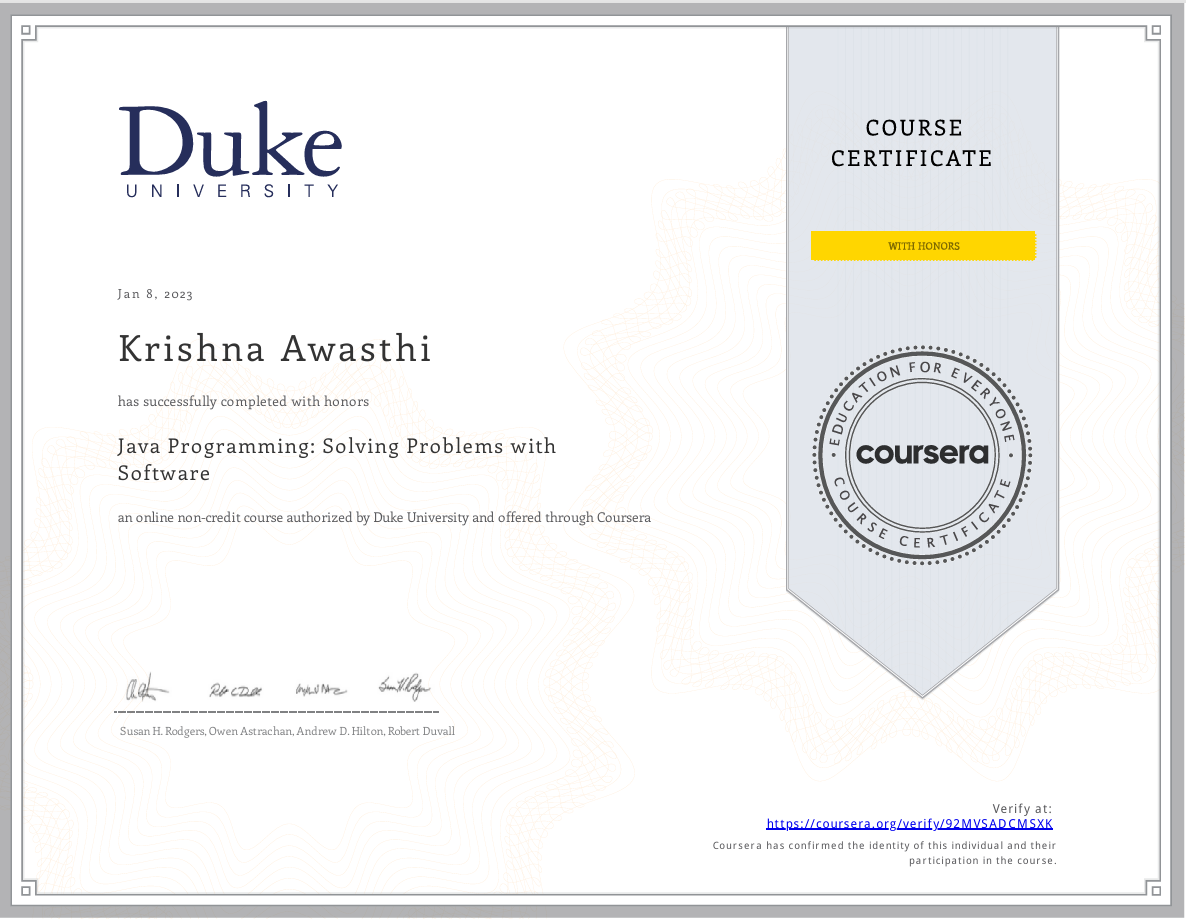 Duke
UNIVERSITY
COURSE
CERTIFICATE
WITH HONORS
Jan 8, 2023
Krishna Awasthi
has successfully completed with honors
Java Programming: Solving Problems with
Software
an online non-credit course authorized by Duke University and offered through Coursera
EDUCATION FOR EVERYONE
coursera
COURSE CERTIFICATE
Susan H. Rodgers, Owen Astrachan, Andrew D. Hilton, Robert Duvall
Verify at:
https://coursera.org/verify/92MVSADCMSXK
Coursera has confirmed the identity of this individual and their
participation in the course.